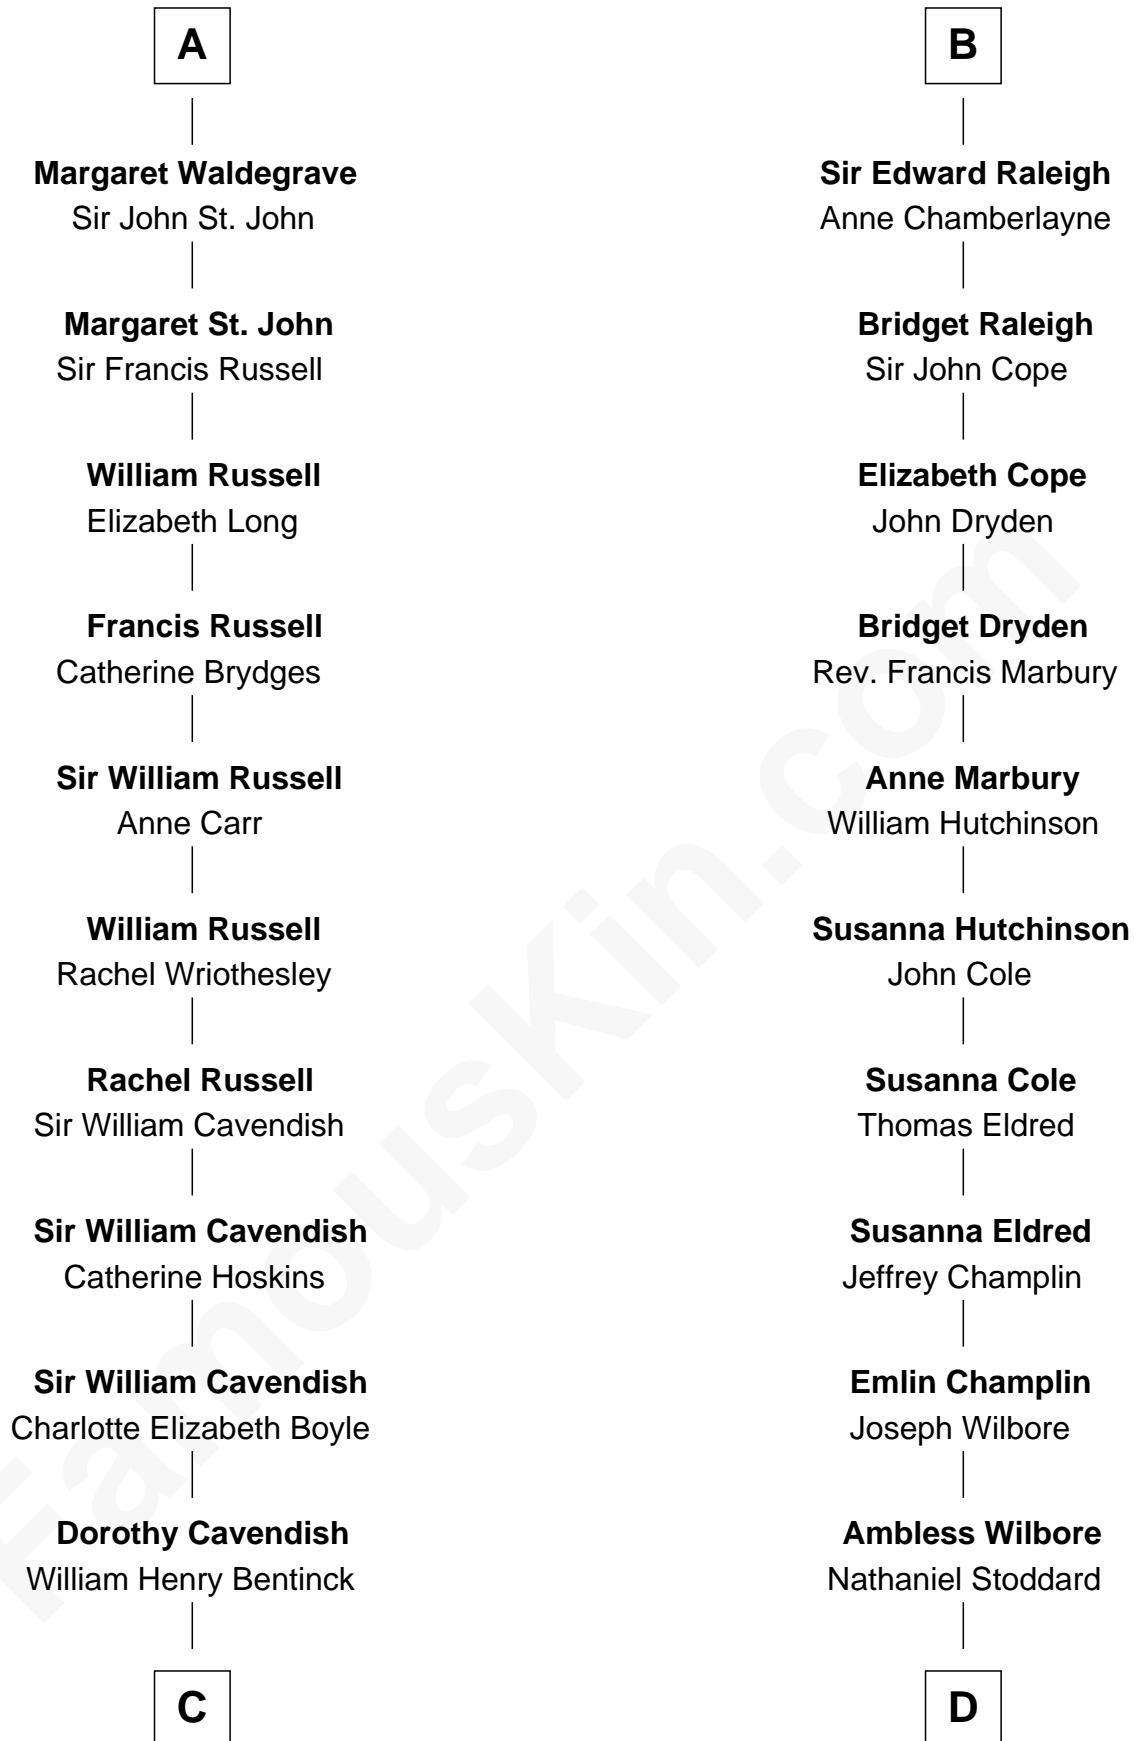 A
B
Margaret Waldegrave
Sir John St. John
Sir Edward Raleigh
Anne Chamberlayne
Margaret St. John
Sir Francis Russell
Bridget Raleigh
Sir John Cope
William Russell
Elizabeth Long
Elizabeth Cope
John Dryden
Francis Russell
Catherine Brydges
Bridget Dryden
Rev. Francis Marbury
Sir William Russell
Anne Carr
Anne Marbury
William Hutchinson
William Russell
Rachel Wriothesley
Susanna Hutchinson
John Cole
Rachel Russell
Sir William Cavendish
Susanna Cole
Thomas Eldred
Sir William Cavendish
Catherine Hoskins
Susanna Eldred
Jeffrey Champlin
Sir William Cavendish
Charlotte Elizabeth Boyle
Emlin Champlin
Joseph Wilbore
Dorothy Cavendish
William Henry Bentinck
Ambless Wilbore
Nathaniel Stoddard
C
D
FamousKin.com